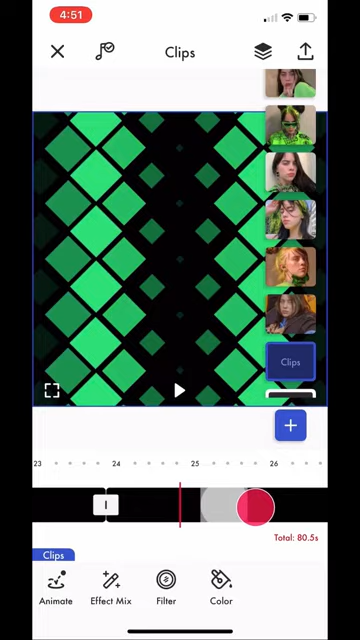 4:51
Clips
Clips
23 24 25 26
Total: 80.5s
Clips
Animate Effect Mix Filter Color